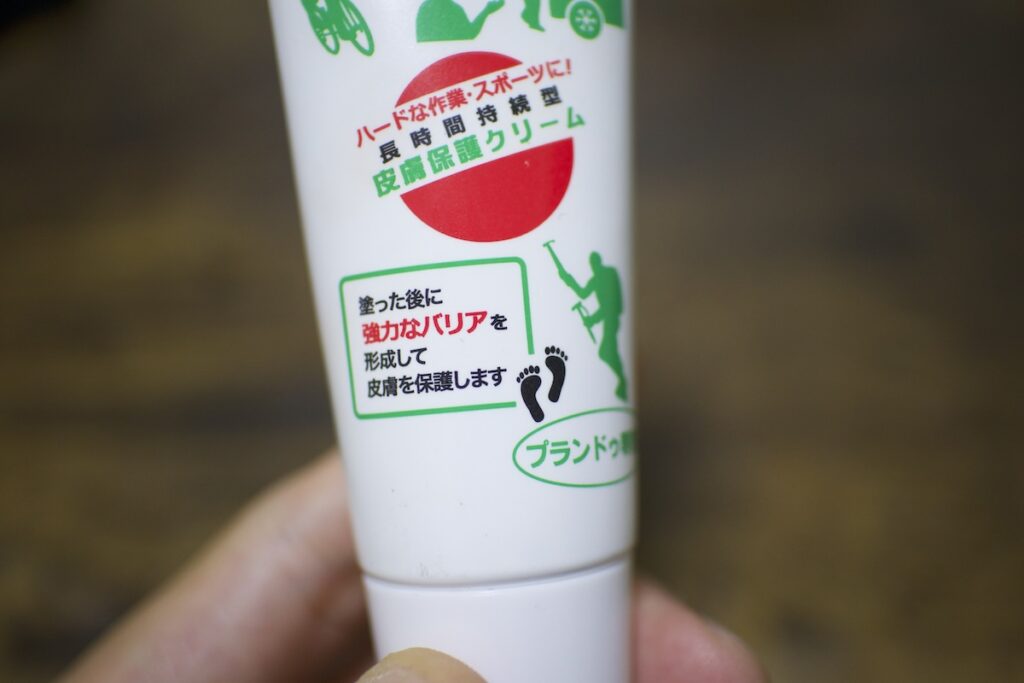 ハードな作業・スポーツに!
長時間持続型
皮膚保護クリーム
塗った後に
強力なバリアを
形成して
皮膚を保護します
プランドゥ